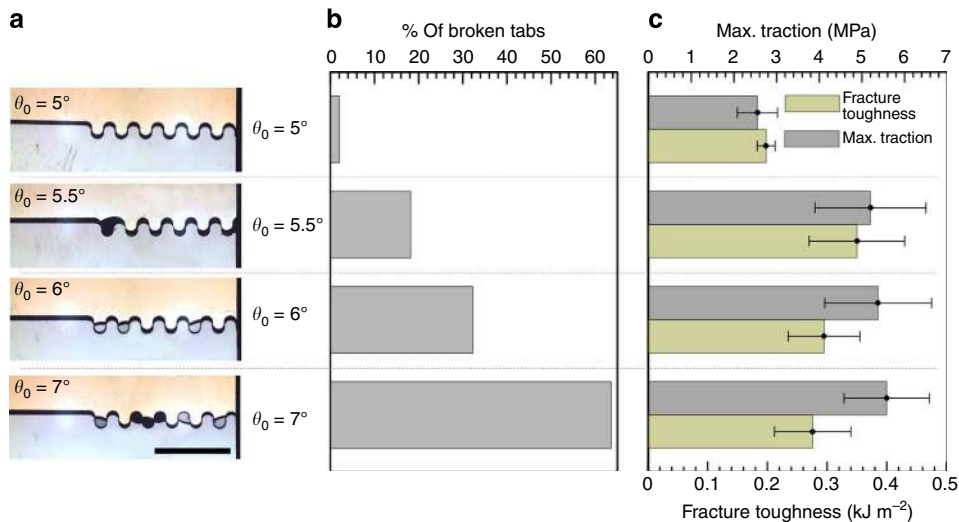 a
θ₀ = 5°
θ₀ = 5.5°
θ₀ = 6°
θ₀ = 7°
b
% Of broken tabs
0 10 20 30 40 50 60
θ₀ = 5°
θ₀ = 5.5°
θ₀ = 6°
θ₀ = 7°
c
Max. traction (MPa)
0 1 2 3 4 5 6 7
Fracture
toughness
Max. traction
0 0.1 0.2 0.3 0.4 0.5
Fracture toughness (kJ m⁻²)